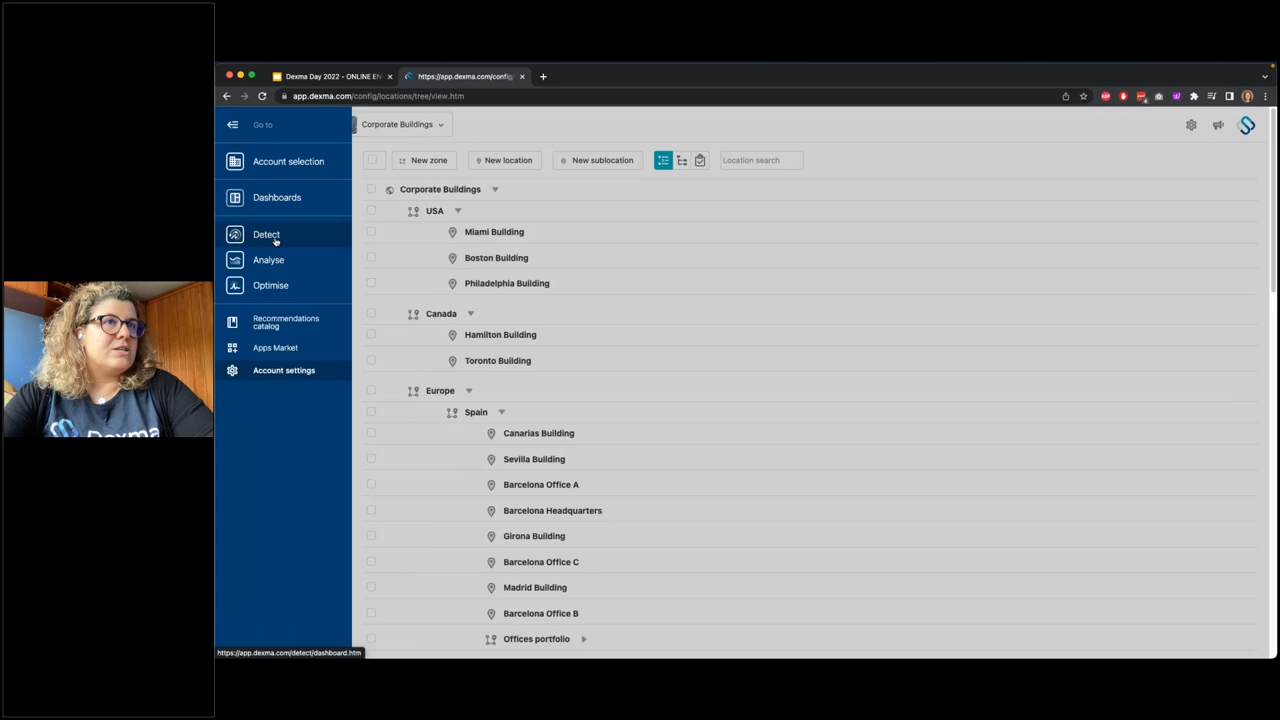 Dexma Day 2022 - ONLINE EN
https://app.dexma.com/config/
app.dexma.com/config/locations/tree/view.htm
Go to
Corporate Buildings
Account selection
New zone
New location
New sublocation
Location search
Dashboards
Detect
Analyse
Optimise
Recommendations
catalog
Apps Market
Account settings
Corporate Buildings
USA
Miami Building
Boston Building
Philadelphia Building
Canada
Hamilton Building
Toronto Building
Europe
Spain
Canarias Building
Sevilla Building
Barcelona Office A
Barcelona Headquarters
Girona Building
Barcelona Office C
Madrid Building
Barcelona Office B
Offices portfolio
https://app.dexma.com/detect/dashboard.htm
Dexma